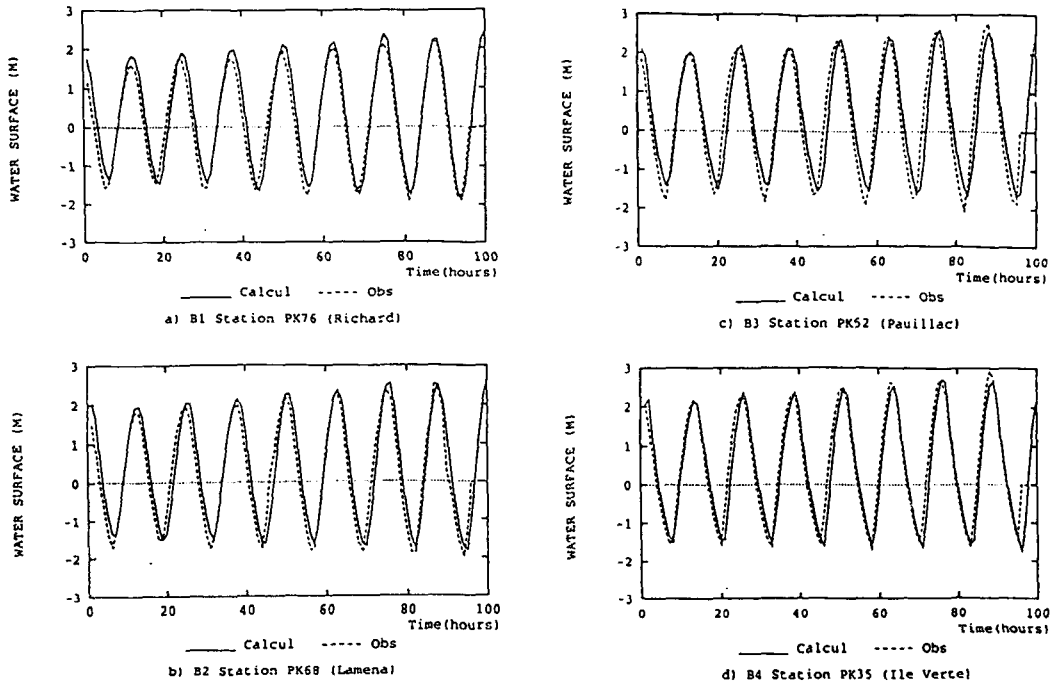 WATER SURFACE (M)
3
2
1
0
-1
-2
-3
0 20 40 60 80 100
Time(hours)
Calcul Obs
a) B1 Station PK76 (Richard)
WATER SURFACE (M)
3
2
1
0
-1
-2
-3
0 20 40 60 80 100
Time(hours)
Calcul Obs
b) B2 Station PK68 (Lamena)
WATER SURFACE (M)
3
2
1
0
-1
-2
-3
0 20 40 60 80 100
Time(hours)
Calcul Obs
c) B3 Station PK52 (Pauillac)
WATER SURFACE (M)
3
2
1
0
-1
-2
-3
0 20 40 60 80 100
Time(hours)
Calcul Obs
d) B4 Station PK35 (Ile Verte)